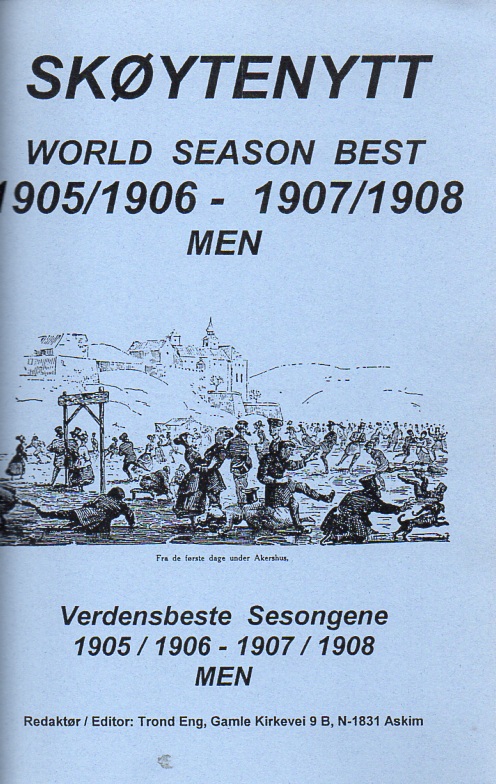 SKØYTENYTT
WORLD SEASON BEST
1905/1906 - 1907/1908
MEN
Fra de første dage under Akershus.
Verdensbeste Sesongene
1905 / 1906 - 1907 / 1908
MEN
Redaktør / Editor: Trond Eng, Gamle Kirkevei 9 B, N-1831 Askim